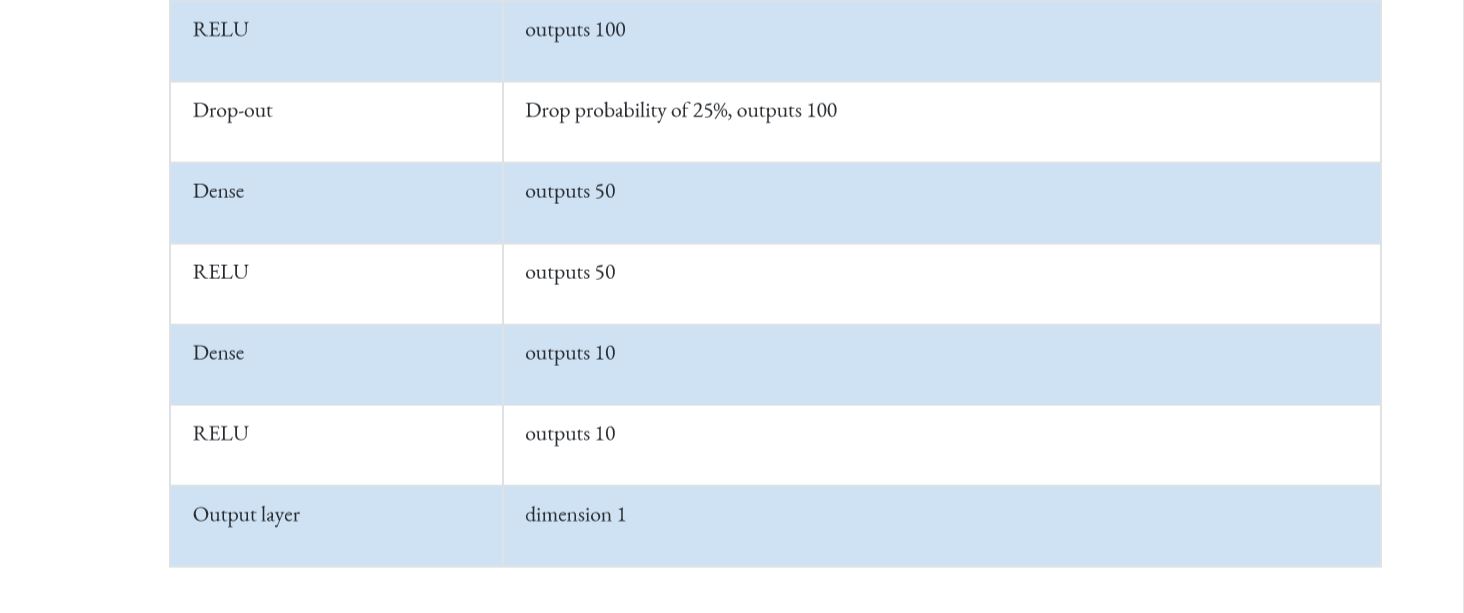 RELU outputs 100
Drop-out Drop probability of 25%, outputs 100
Dense outputs 50
RELU outputs 50
Dense outputs 10
RELU outputs 10
Output layer dimension 1